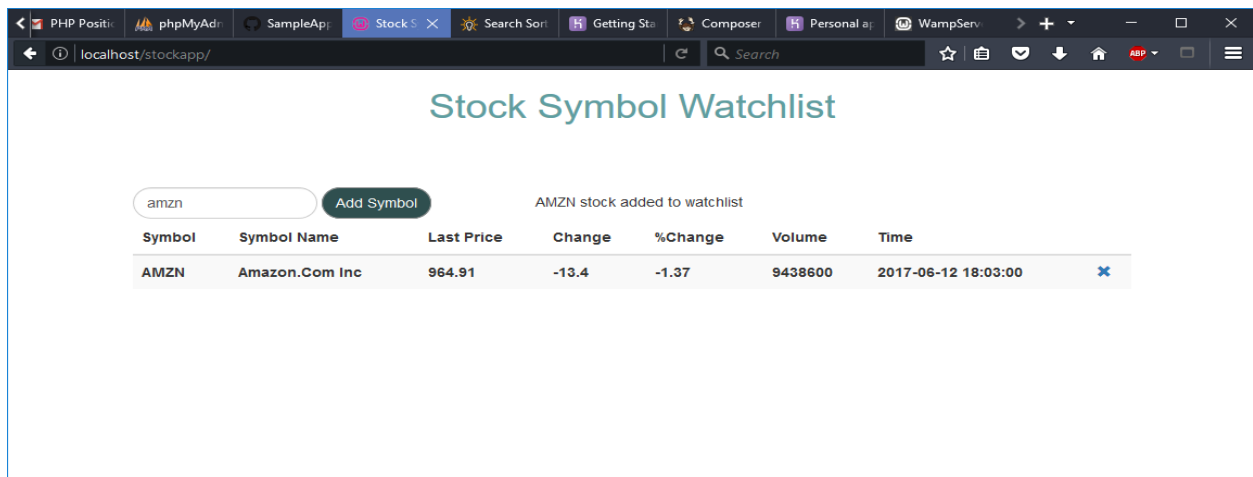 PHP Positic phpMyAdn SampleApp Stock S Search Sort Getting Sta Composer Personal ap WampServ
localhost/stockapp/ Search ABP
Stock Symbol Watchlist
amzn Add Symbol AMZN stock added to watchlist
Symbol Symbol Name Last Price Change %Change Volume Time
AMZN Amazon.Com Inc 964.91 -13.4 -1.37 9438600 2017-06-12 18:03:00